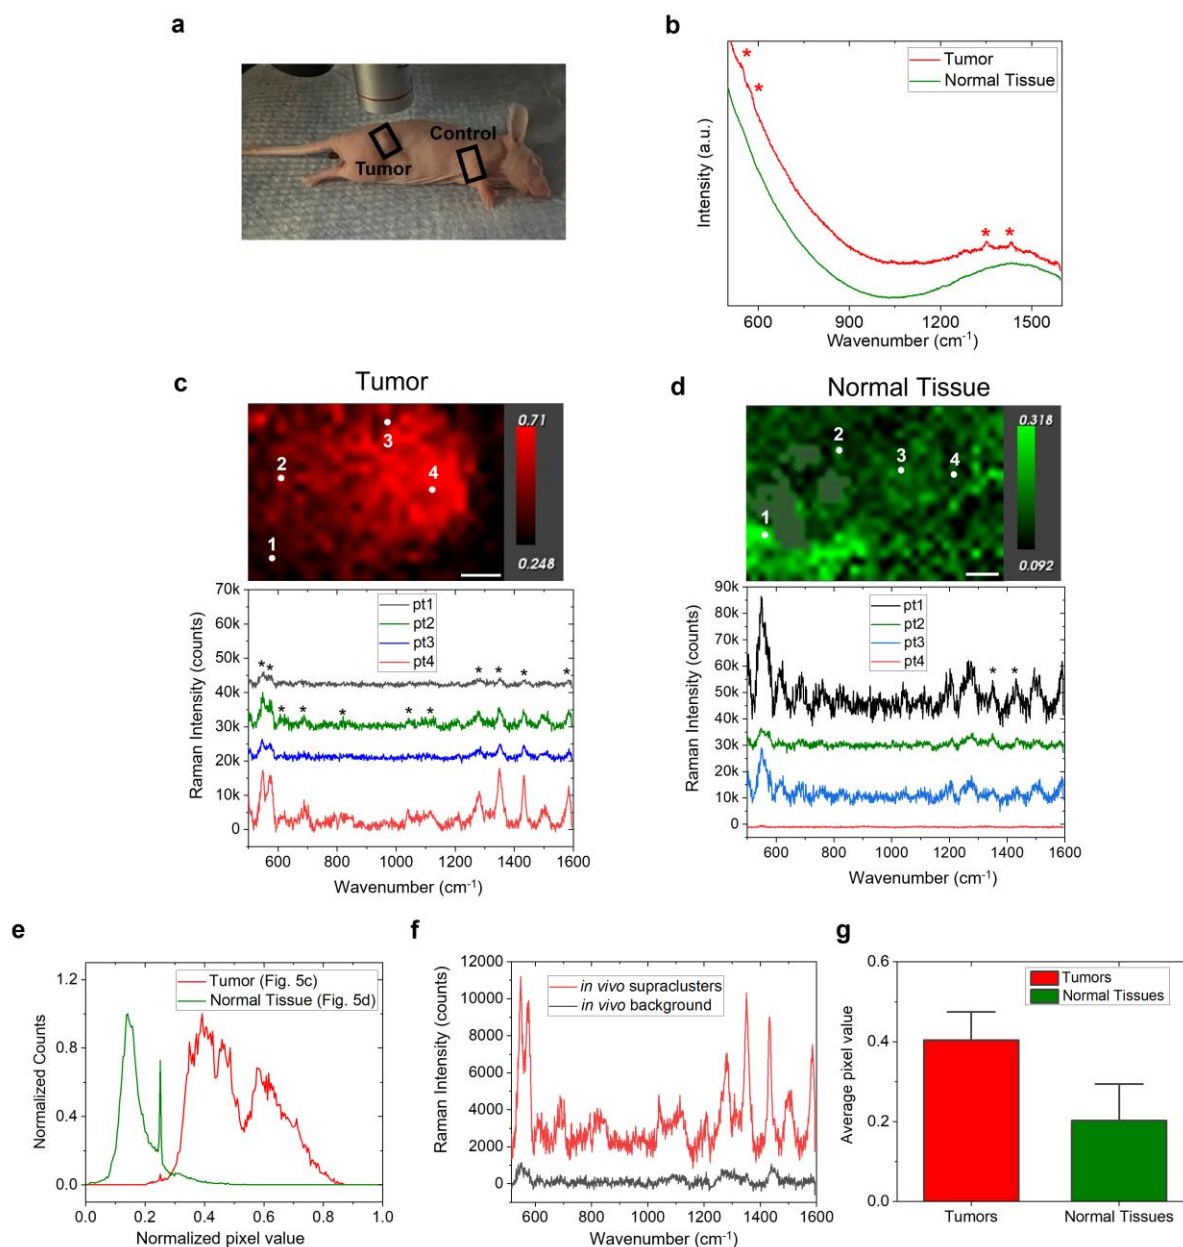 a
Control
Tumor
b
* Tumor
* Normal Tissue
* *
Intensity (a.u.)
600 900 1200 1500
Wavenumber (cm⁻¹)
c
Tumor
0.71
3
2
4
1
0.248
70k
60k
50k
40k
30k
20k
10k
0
pt1
pt2
pt3
pt4
* * * * * *
* * * * *
Raman Intensity (counts)
600 800 1000 1200 1400 1600
Wavenumber (cm⁻¹)
d
Normal Tissue
0.318
2
3
4
1
0.092
90k
80k
70k
60k
50k
40k
30k
20k
10k
0
pt1
pt2
pt3
pt4
* *
Raman Intensity (counts)
600 800 1000 1200 1400 1600
Wavenumber (cm⁻¹)
e
1.2
0.8
0.4
0.0
Tumor (Fig. 5c)
Normal Tissue (Fig. 5d)
Normalized Counts
0.0 0.2 0.4 0.6 0.8 1.0
Normalized pixel value
f
12000
10000
8000
6000
4000
2000
0
in vivo supraclusters
in vivo background
Raman Intensity (counts)
600 800 1000 1200 1400 1600
Wavenumber (cm⁻¹)
g
0.6
0.4
0.2
0.0
Tumors
Normal Tissues
Average pixel value
Tumors Normal Tissues